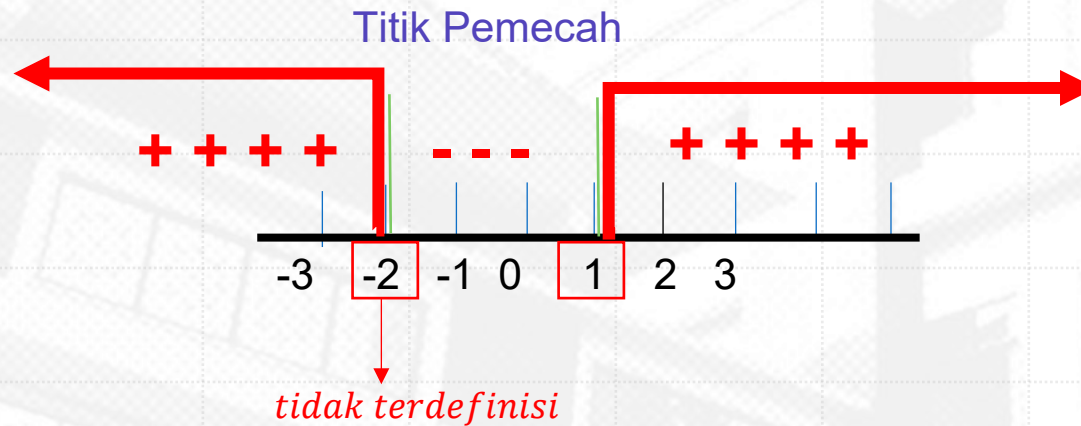 Titik Pemecah
+ + + + - - - + + + +
-3 -2 -1 0 1 2 3
tidak terdefinisi